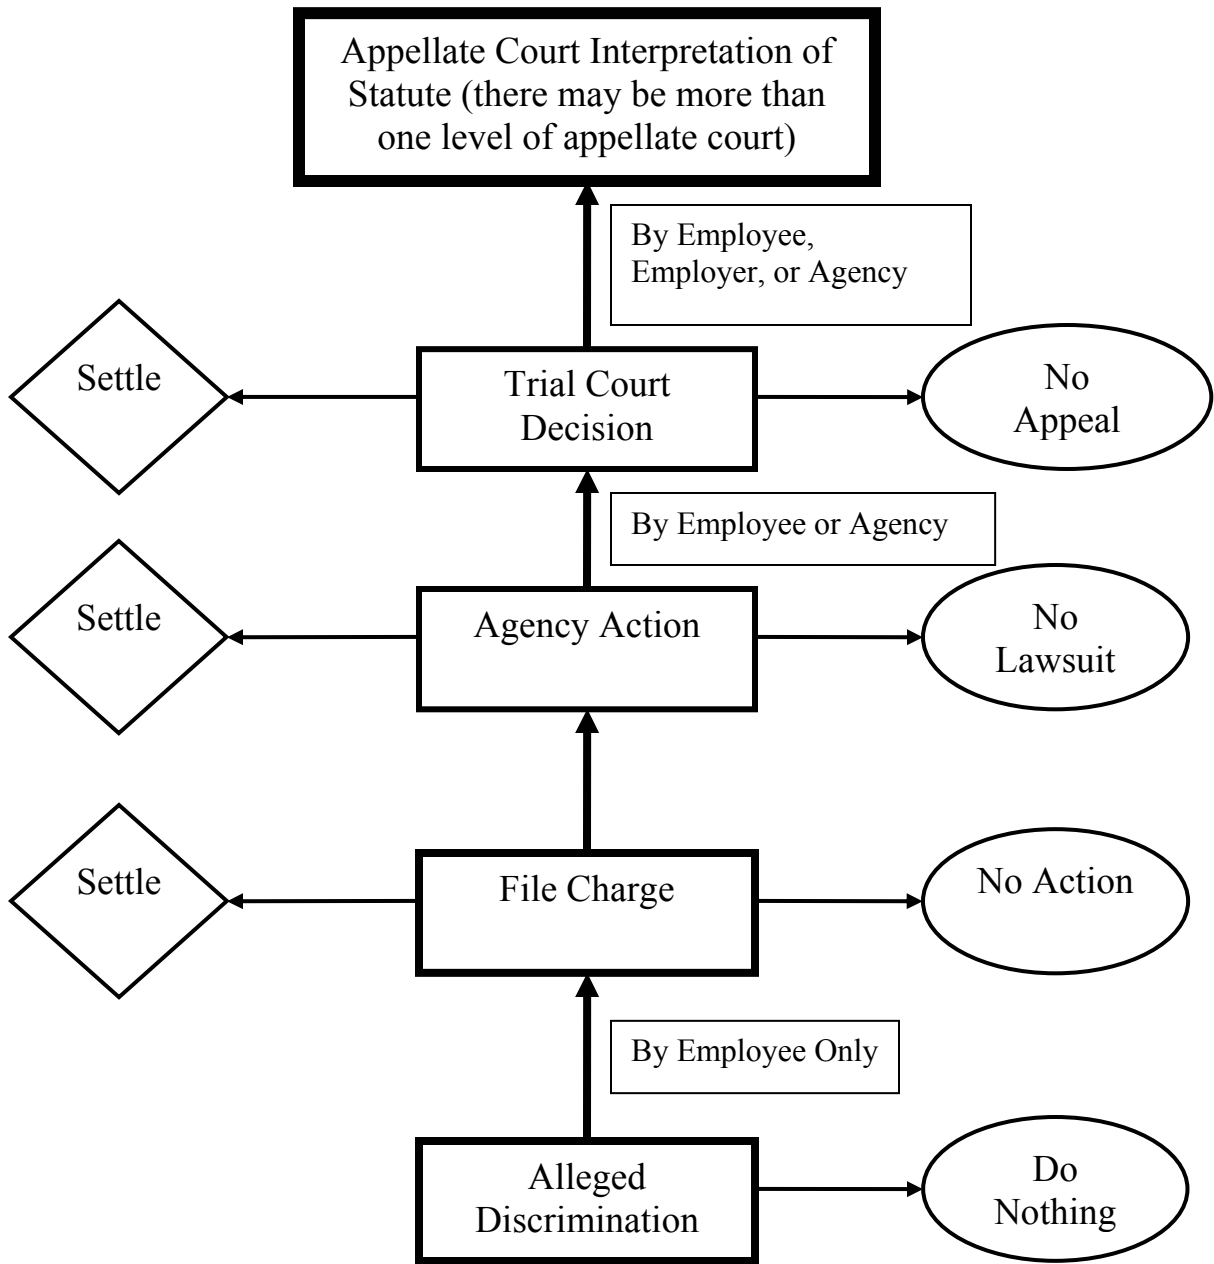 Appellate Court Interpretation of
Statute (there may be more than
one level of appellate court)
By Employee,
Employer, or Agency
Settle
Trial Court
Decision
No
Appeal
By Employee or Agency
Settle
Agency Action
No
Lawsuit
Settle
File Charge
No Action
By Employee Only
Alleged
Discrimination
Do
Nothing